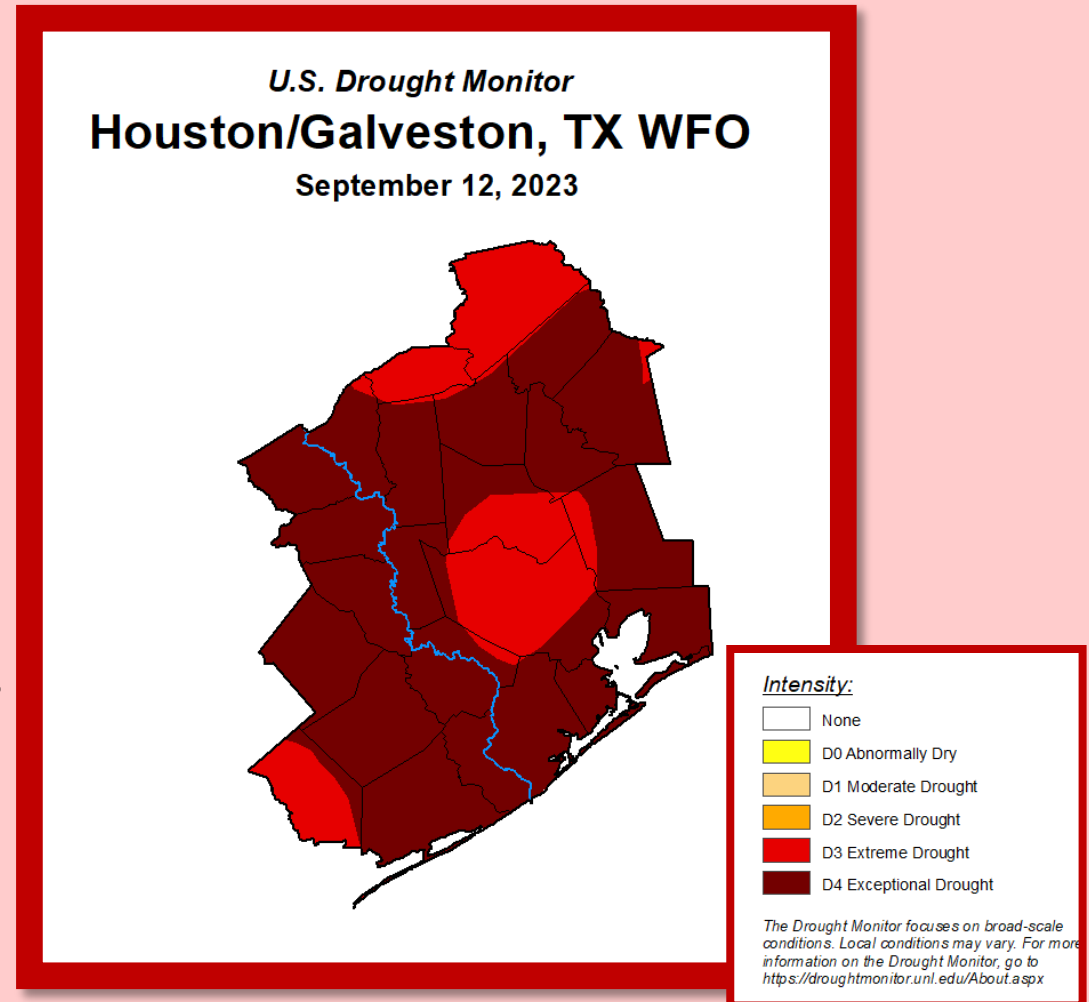 U.S. Drought Monitor
Houston/Galveston, TX WFO
September 12, 2023
Intensity:
None
D0 Abnormally Dry
D1 Moderate Drought
D2 Severe Drought
D3 Extreme Drought
D4 Exceptional Drought
The Drought Monitor focuses on broad-scale
conditions. Local conditions may vary. For more
information on the Drought Monitor, go to
https://droughtmonitor.unl.edu/About.aspx